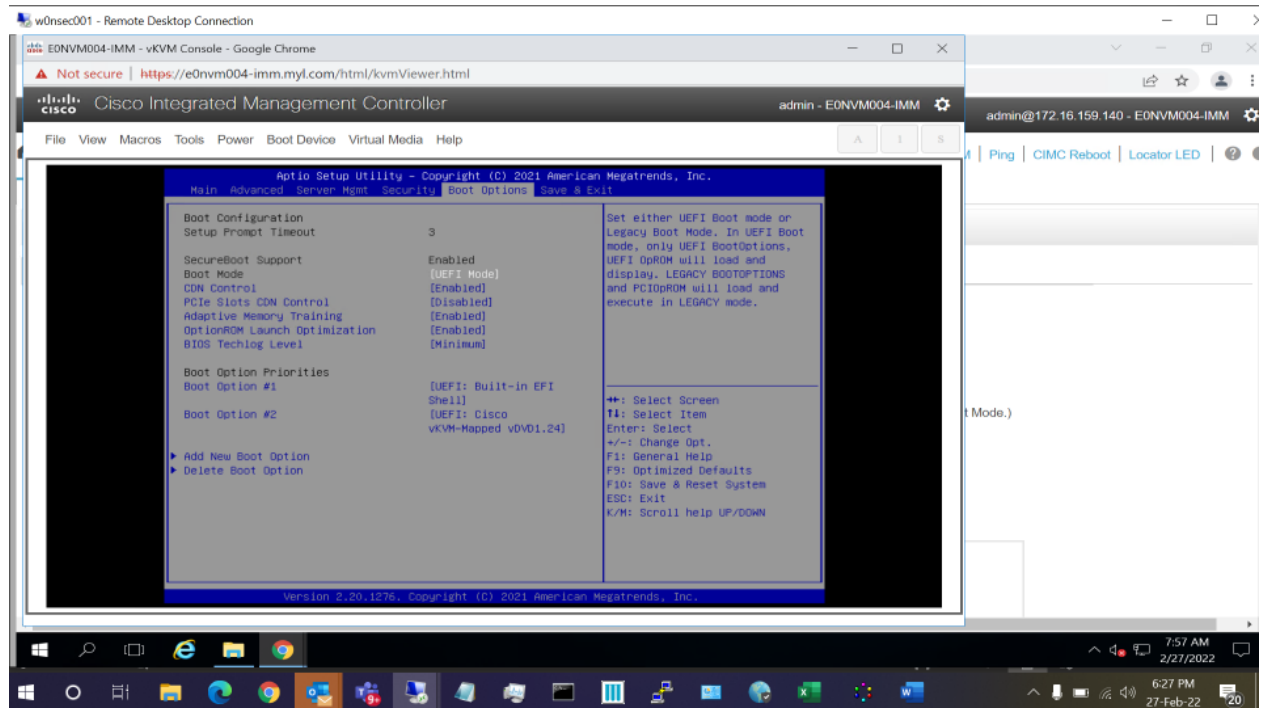 w0nsec001 - Remote Desktop Connection
E0NVM004-IMM - vKVM Console - Google Chrome
Not secure | https://e0nvm004-imm.myl.com/html/kvmViewer.html
CISCO Cisco Integrated Management Controller
admin - E0NVM004-IMM
admin@172.16.159.140 - E0NVM004-IMM
File View Macros Tools Power Boot Device Virtual Media Help
A I S
Ping | CIMC Reboot | Locator LED |
Aptio Setup Utility - Copyright (C) 2021 American Megatrends, Inc.
Main Advanced Server Mgmt Security Boot Options Save & Exit
Boot Configuration
Setup Prompt Timeout 3
SecureBoot Support Enabled
Boot Mode [UEFI Mode]
CDN Control [Enabled]
PCIe Slots CDN Control [Disabled]
Adaptive Memory Training [Enabled]
OptionROM Launch Optimization [Enabled]
BIOS Techlog Level [Minimum]
Boot Option Priorities
Boot Option #1 [UEFI: Built-in EFI
Shell]
Boot Option #2 [UEFI: Cisco
vKVM-Mapped vDVD1.24]
Add New Boot Option
Delete Boot Option
Set either UEFI Boot mode or
Legacy Boot Mode. In UEFI Boot
mode, only UEFI BootOptions,
UEFI OpROM will load and
display. LEGACY BOOTOPTIONS
and PCIOpROM will load and
execute in LEGACY mode.
→←: Select Screen
↑↓: Select Item
Enter: Select
+/-: Change Opt.
F1: General Help
F9: Optimized Defaults
F10: Save & Reset System
ESC: Exit
K/M: Scroll help UP/DOWN
t Mode.)
Version 2.20.1276. Copyright (C) 2021 American Megatrends, Inc.
7:57 AM
2/27/2022
9+
6:27 PM
27-Feb-22
20